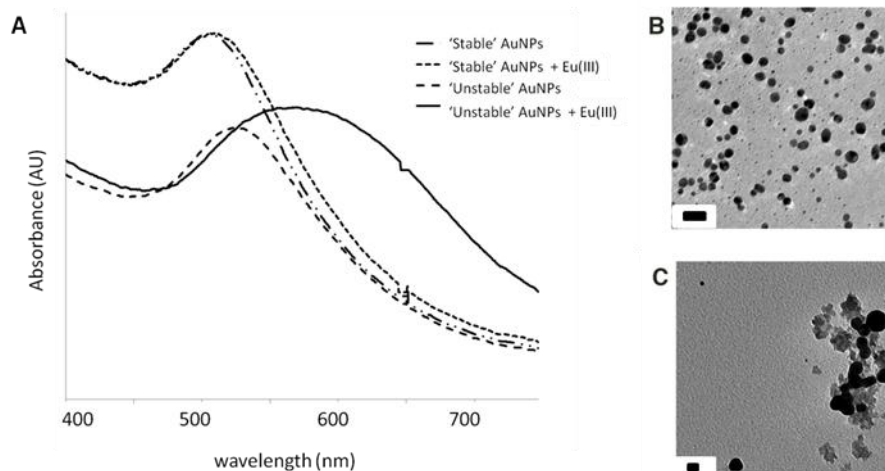 A
'Stable' AuNPs
'Stable' AuNPs + Eu(III)
'Unstable' AuNPs
'Unstable' AuNPs + Eu(III)
Absorbance (AU)
400 500 600 700
wavelength (nm)
B
C